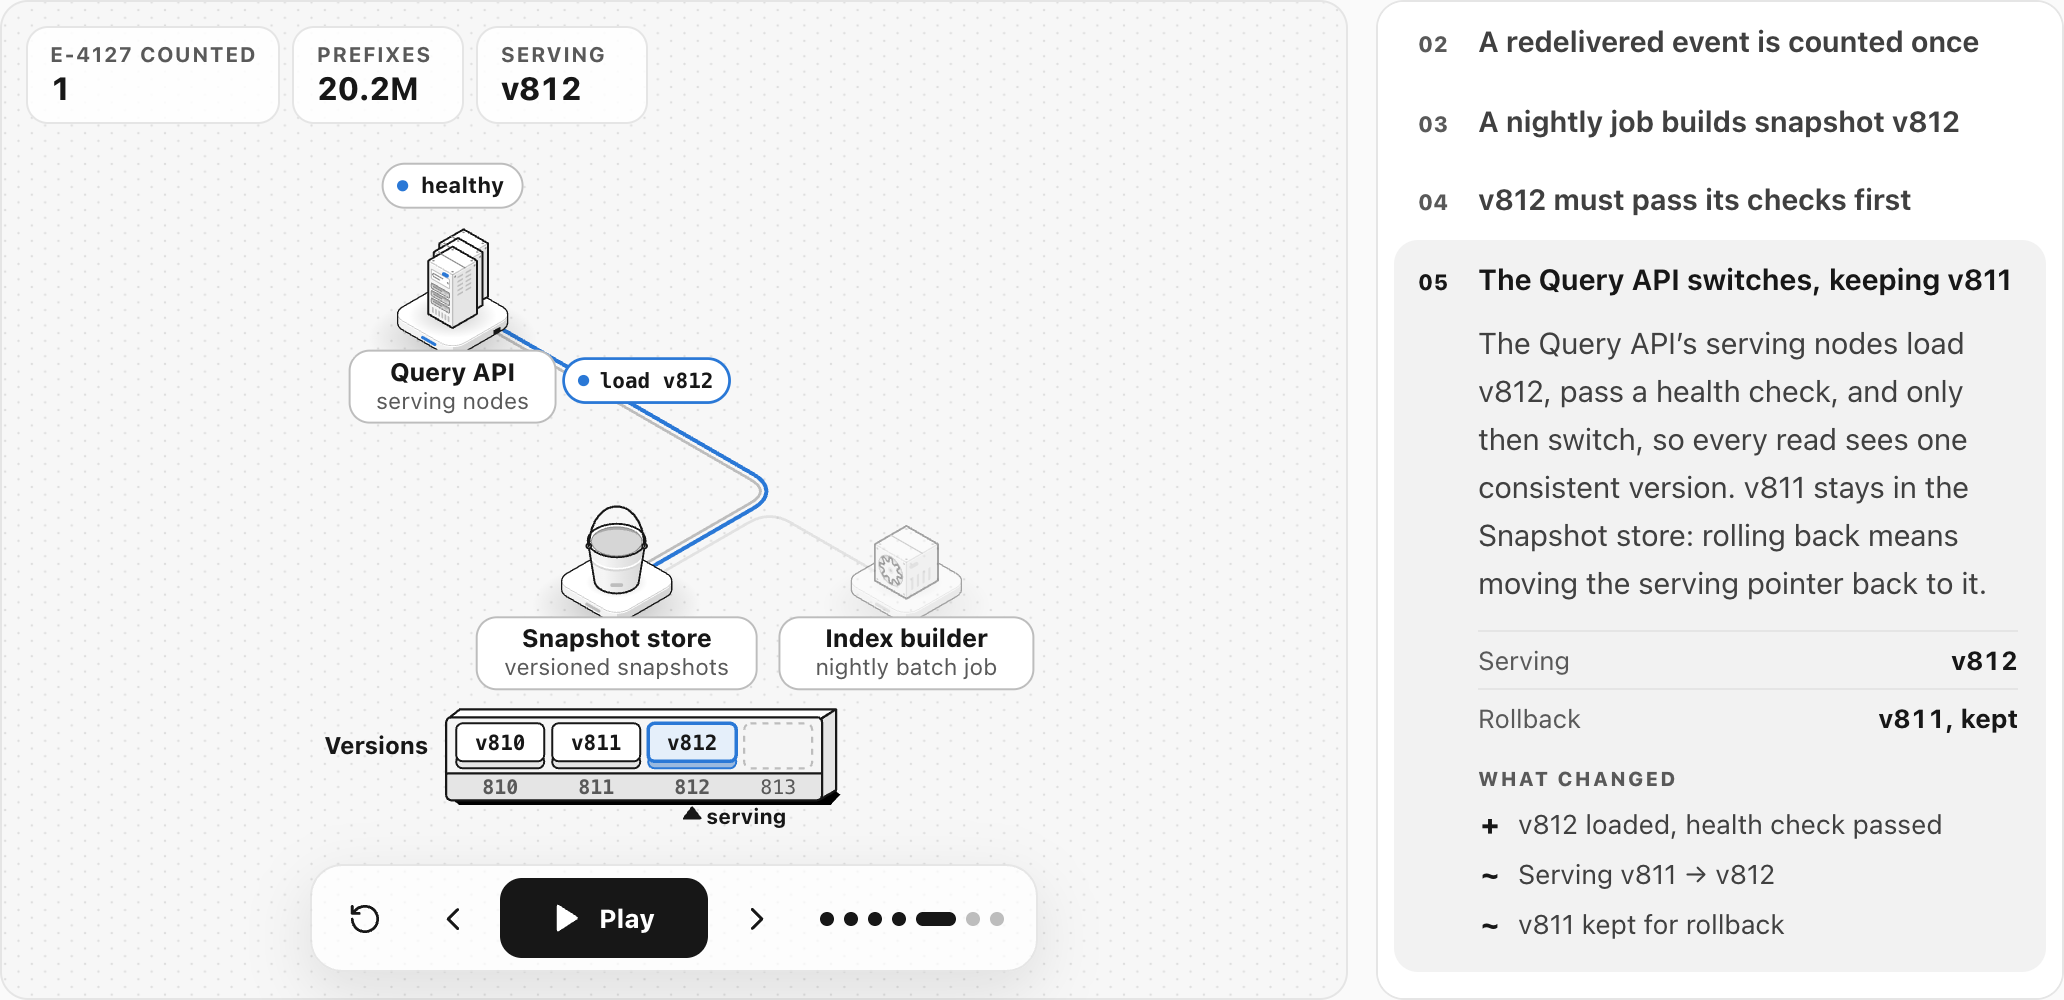 E-4127 COUNTED
1
PREFIXES
20.2M
SERVING
v812
healthy
Query API
serving nodes
load v812
Snapshot store
versioned snapshots
Index builder
nightly batch job
Versions
v810
v811
v812
810
811
812
813
serving
Play
02 A redelivered event is counted once
03 A nightly job builds snapshot v812
04 v812 must pass its checks first
05 The Query API switches, keeping v811
The Query API’s serving nodes load
v812, pass a health check, and only
then switch, so every read sees one
consistent version. v811 stays in the
Snapshot store: rolling back means
moving the serving pointer back to it.
Serving v812
Rollback v811, kept
WHAT CHANGED
+ v812 loaded, health check passed
~ Serving v811 → v812
~ v811 kept for rollback